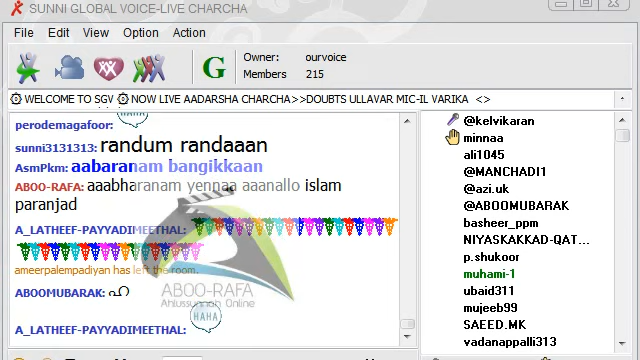 SUNNI GLOBAL VOICE-LIVE CHARCHA
File Edit View Option Action
G Owner: ourvoice
Members 215
WELCOME TO SGV NOW LIVE AADARSHA CHARCHA>>DOUBTS ULLAVAR MIC-IL VARIKA <>
perodemagafoor:
sunni3131313: randum randaaan
AsmPkm: aabaranam bangikkaan
ABOO-RAFA: aaabharanam yennaa aaanallo islam
paranjad
A_LATHEEF-PAYYADIMEETHAL:
ameerpalempadiyan has left the room.
ABOOMUBARAK: ഫ
A_LATHEEF-PAYYADIMEETHAL: HAHA
ABOO-RAFA
Ahlussunnah Online
@kelvikaran
minnaa
ali1045
@MANCHADI1
@azi.uk
@ABOOMUBARAK
basheer_ppm
NIYASKAKKAD-QAT...
p.shukoor
muhami-1
ubaid311
mujeeb99
SAEED.MK
vadanappalli313